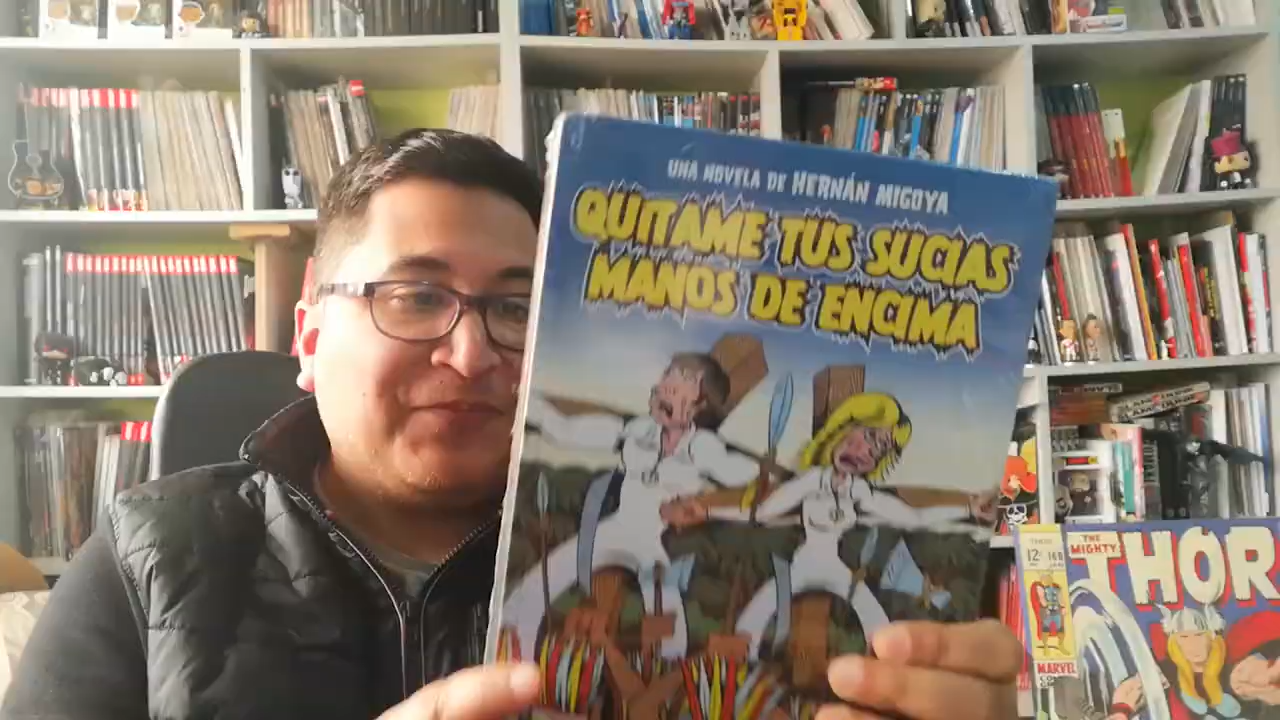 UNA NOVELA DE HERNÁN MIGOYA
QUITAME TUS SUCIAS
MANOS DE ENCIMA
12¢ 168
THE MIGHTY
THOR
MARVEL